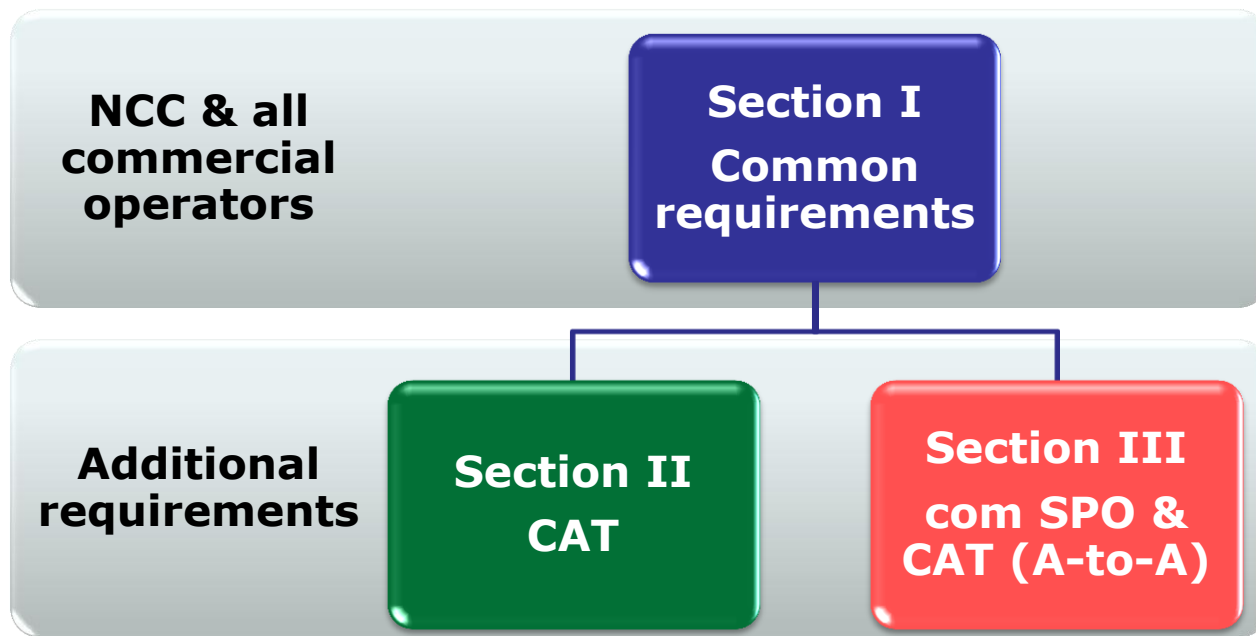 NCC & all
commercial
operators
Section I
Common
requirements
Additional
requirements
Section II
CAT
Section III
com SPO &
CAT (A-to-A)